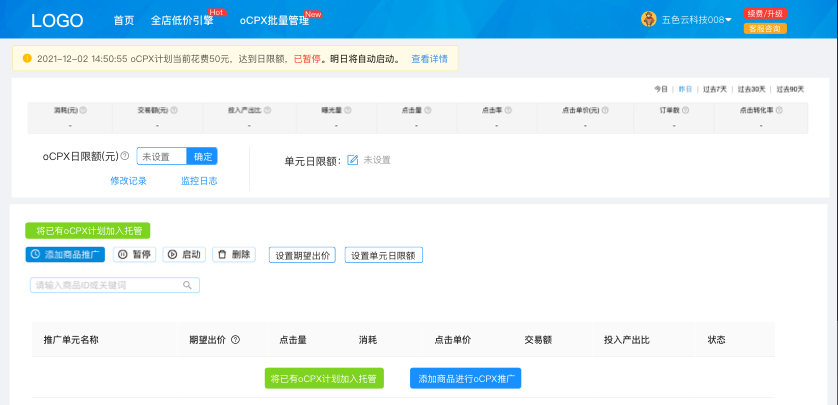 LOGO 首页 全店低价引擎 Hot oCPX批量管理 New 五色云科技008 续费/升级
客服咨询
2021-12-02 14:50:55 oCPX计划当前花费50元，达到日限额，已暂停。明日将自动启动。 查看详情
今日 | 昨日 | 过去7天 | 过去30天 | 过去90天
消耗(元) 交易额(元) 投入产出比 曝光量 点击量 点击率 点击单价(元) 订单数 点击转化率
- - - - - - - - -
oCPX日限额(元) 未设置 确定 单元日限额： 未设置
修改记录 监控日志
将已有oCPX计划加入托管
添加商品推广 暂停 启动 删除 设置期望出价 设置单元日限额
请输入商品ID或关键词
推广单元名称 期望出价 点击量 消耗 点击单价 交易额 投入产出比 状态
将已有oCPX计划加入托管 添加商品进行oCPX推广